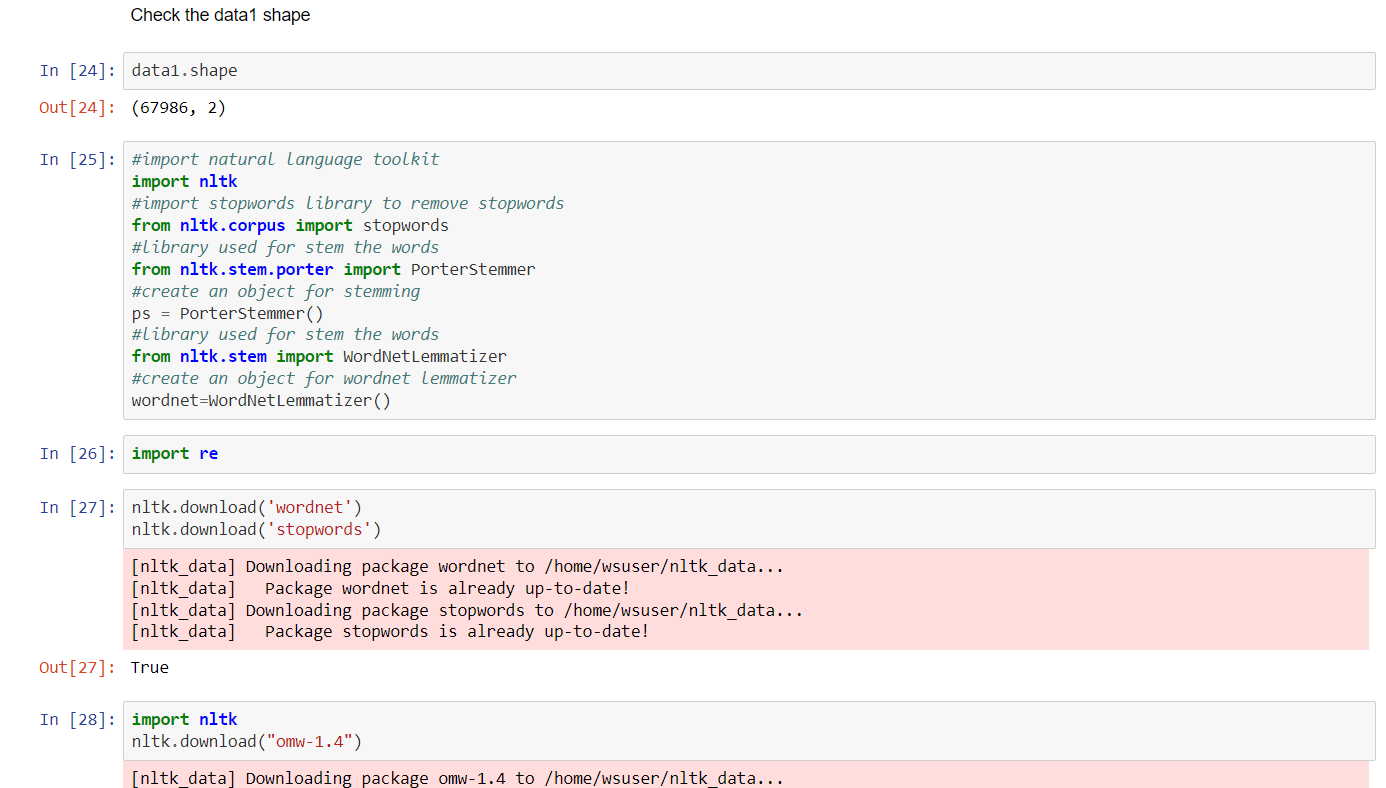 Check the data1 shape
In [24]: data1.shape
Out[24]: (67986, 2)
In [25]: #import natural language toolkit
import nltk
#import stopwords library to remove stopwords
from nltk.corpus import stopwords
#library used for stem the words
from nltk.stem.porter import PorterStemmer
#create an object for stemming
ps = PorterStemmer()
#library used for stem the words
from nltk.stem import WordNetLemmatizer
#create an object for wordnet lemmatizer
wordnet=WordNetLemmatizer()
In [26]: import re
In [27]: nltk.download('wordnet')
nltk.download('stopwords')
[nltk_data] Downloading package wordnet to /home/wsuser/nltk_data...
[nltk_data]   Package wordnet is already up-to-date!
[nltk_data] Downloading package stopwords to /home/wsuser/nltk_data...
[nltk_data]   Package stopwords is already up-to-date!
Out[27]: True
In [28]: import nltk
nltk.download("omw-1.4")
[nltk_data] Downloading package omw-1.4 to /home/wsuser/nltk_data...